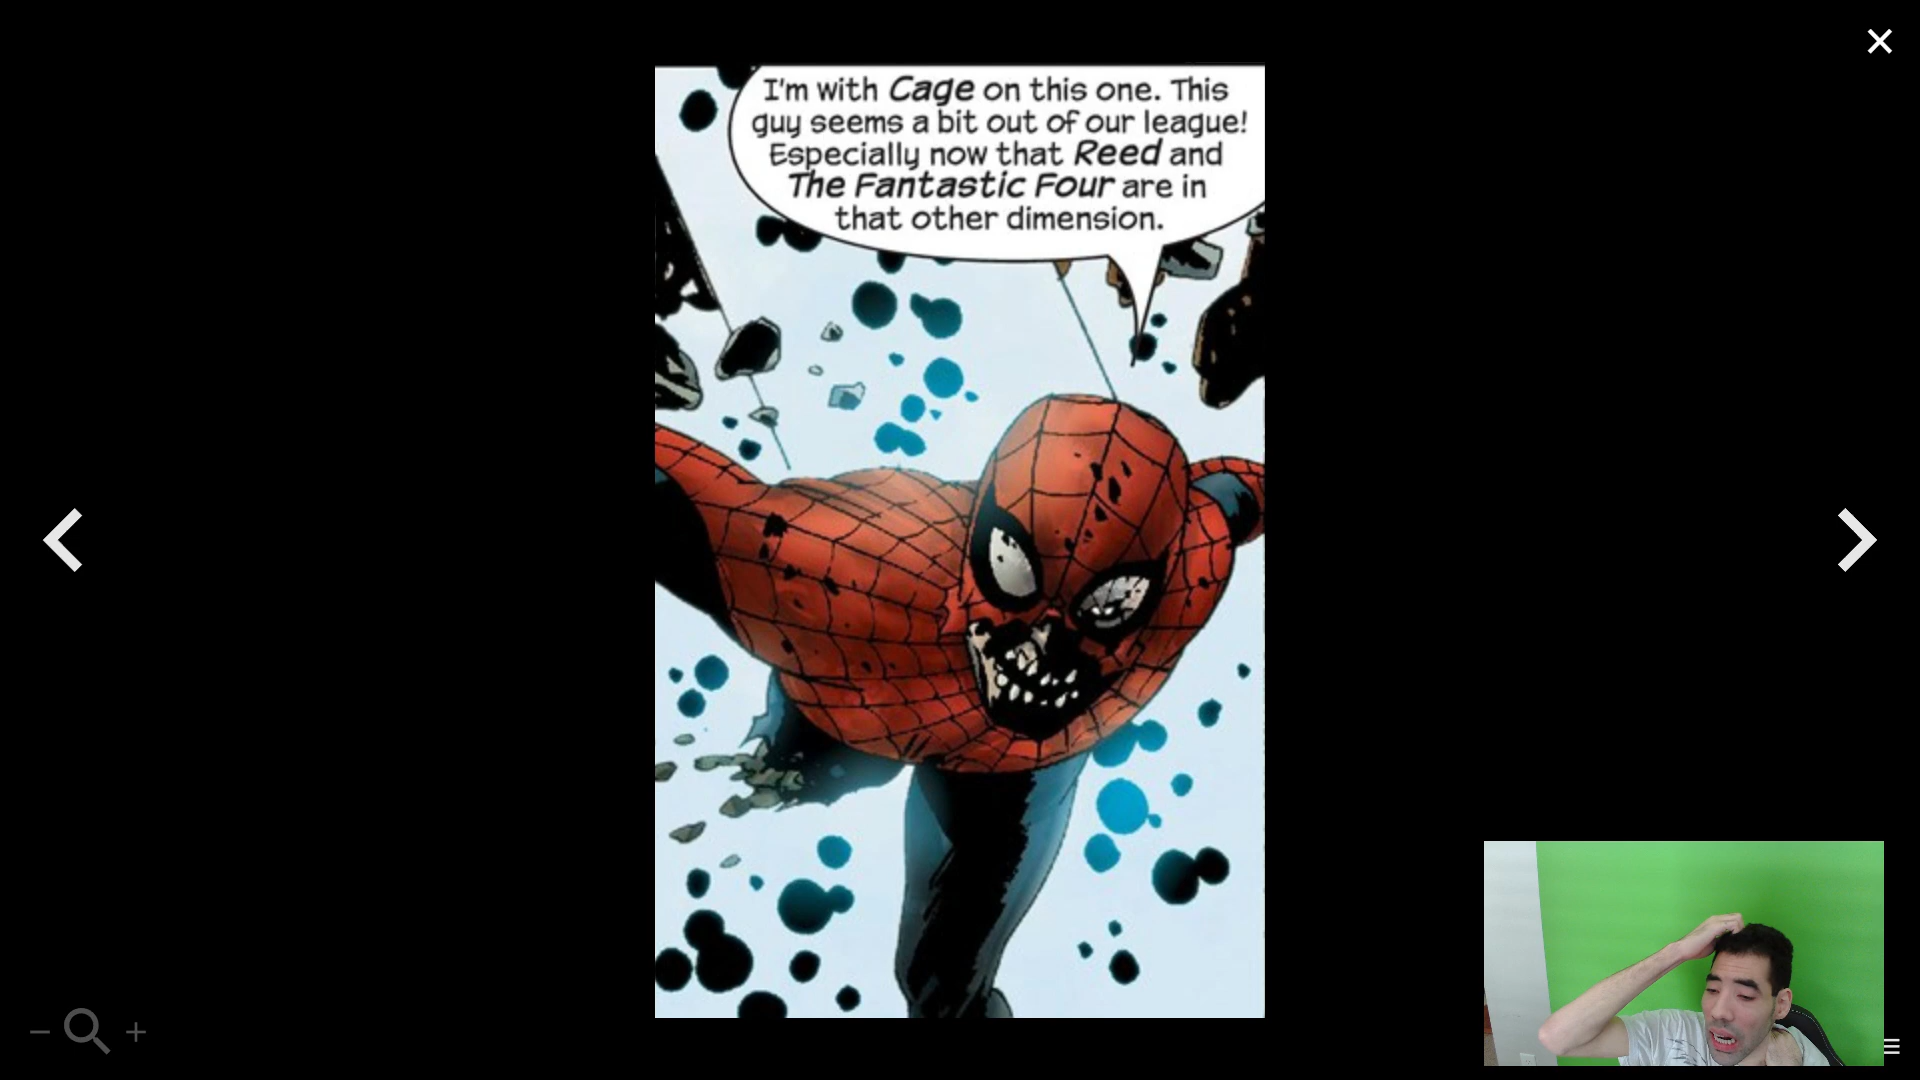 I'm with Cage on this one. This
guy seems a bit out of our league!
Especially now that Reed and
The Fantastic Four are in
that other dimension.